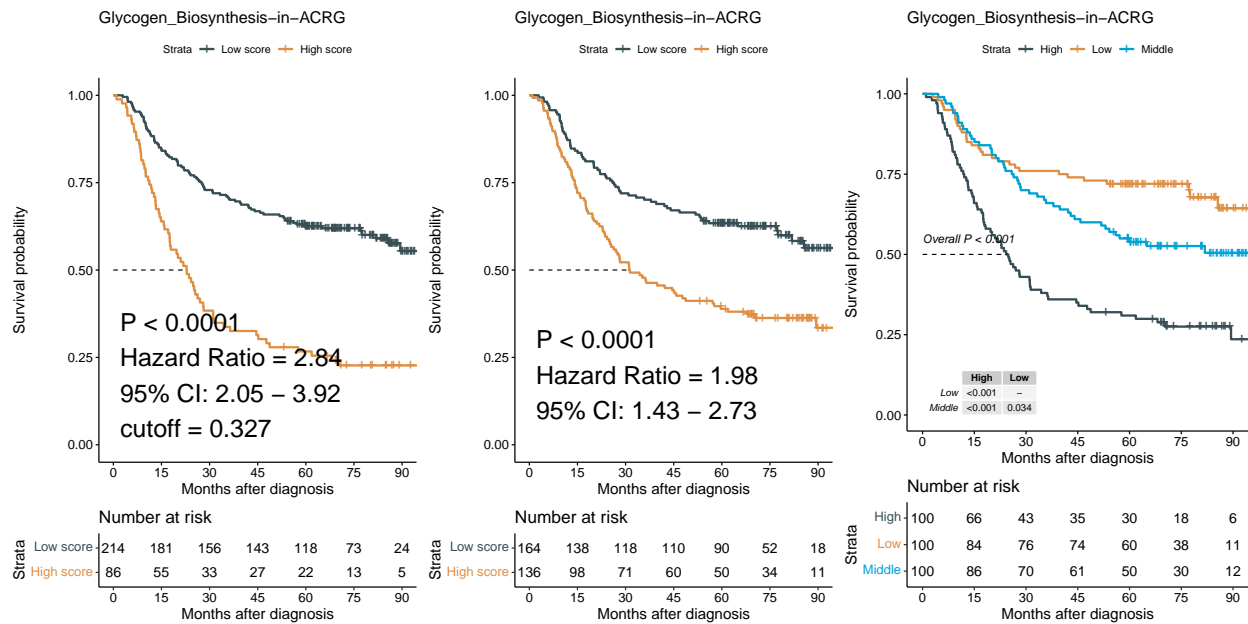 Glycogen_Biosynthesis−in−ACRG
Strata Low score High score
Survival probability
1.00
0.75
0.50
0.25
0.00
P < 0.0001
Hazard Ratio = 2.84
95% CI: 2.05 − 3.92
cutoff = 0.327
0 15 30 45 60 75 90
Months after diagnosis
Number at risk
Strata
Low score 214 181 156 143 118 73 24
High score 86 55 33 27 22 13 5
0 15 30 45 60 75 90
Months after diagnosis
Glycogen_Biosynthesis−in−ACRG
Strata Low score High score
Survival probability
1.00
0.75
0.50
0.25
0.00
P < 0.0001
Hazard Ratio = 1.98
95% CI: 1.43 − 2.73
0 15 30 45 60 75 90
Months after diagnosis
Number at risk
Strata
Low score 164 138 118 110 90 52 18
High score 136 98 71 60 50 34 11
0 15 30 45 60 75 90
Months after diagnosis
Glycogen_Biosynthesis−in−ACRG
Strata High Low Middle
Survival probability
1.00
0.75
0.50
0.25
0.00
Overall P < 0.001
High Low
Low <0.001 −
Middle <0.001 0.034
0 15 30 45 60 75 90
Months after diagnosis
Number at risk
Strata
High 100 66 43 35 30 18 6
Low 100 84 76 74 60 38 11
Middle 100 86 70 61 50 30 12
0 15 30 45 60 75 90
Months after diagnosis